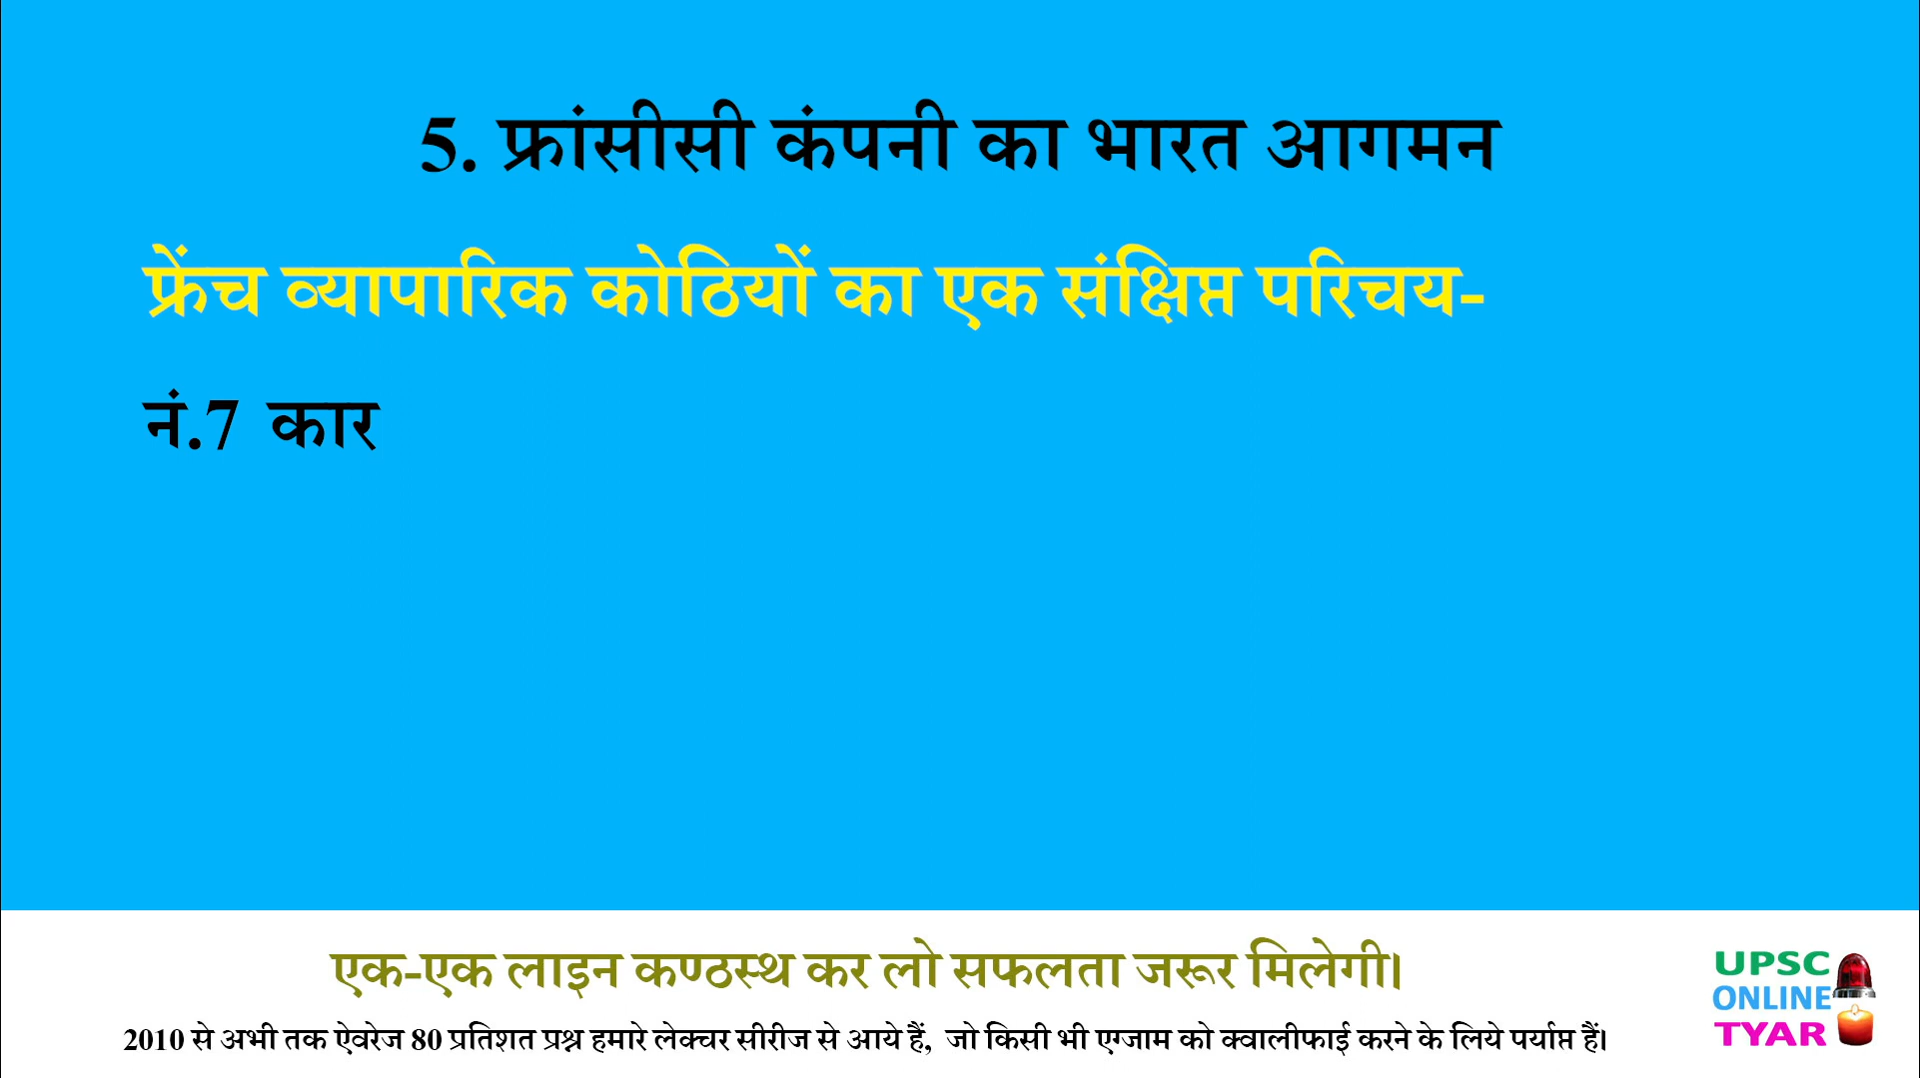 5. फ्रांसीसी कंपनी का भारत आगमन
फ्रेंच व्यापारिक कोठियों का एक संक्षिप्त परिचय-
नं.7 कार
एक-एक लाइन कण्ठस्थ कर लो सफलता जरूर मिलेगी।
2010 से अभी तक ऐवरेज 80 प्रतिशत प्रश्न हमारे लेक्चर सीरीज से आये हैं, जो किसी भी एग्जाम को क्वालीफाई करने के लिये पर्याप्त हैं।
UPSC
ONLINE
TYAR